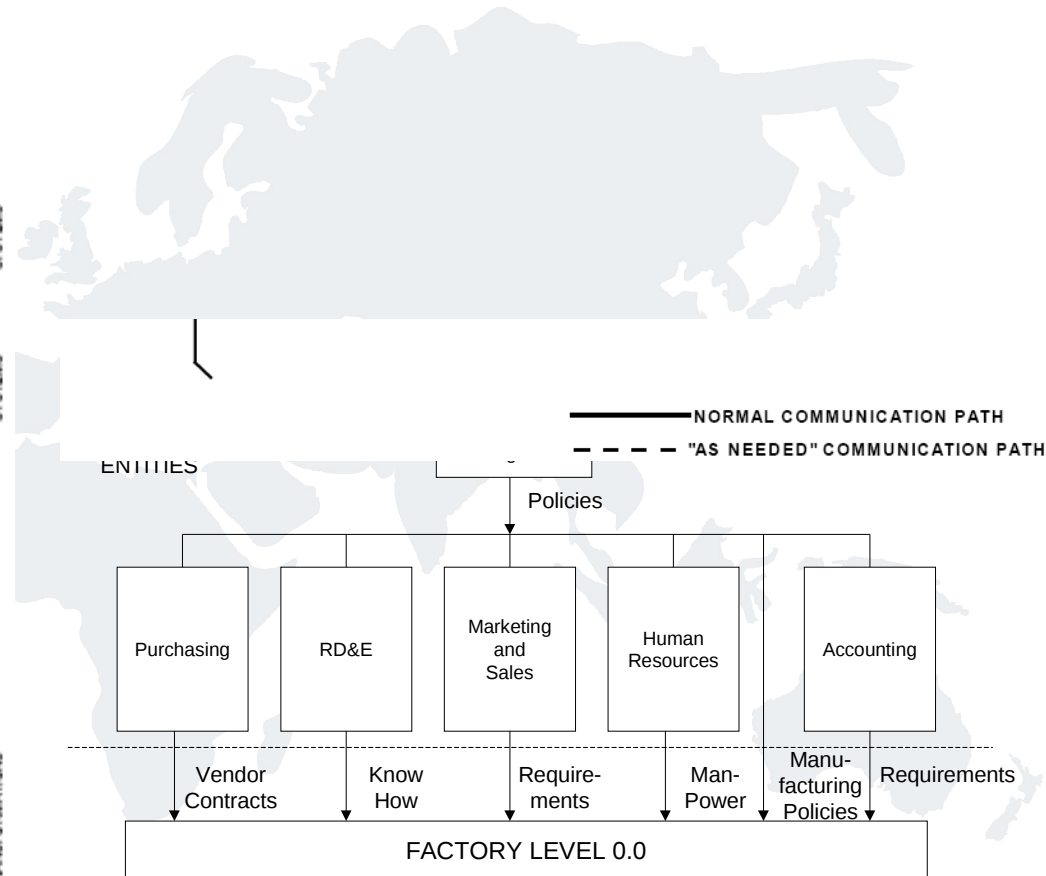 NORMAL COMMUNICATION PATH
"AS NEEDED" COMMUNICATION PATH
ENTITIES
Policies
Purchasing
RD&E
Marketing
and
Sales
Human
Resources
Accounting
Vendor
Contracts
Know
How
Require-
ments
Man-
Power
Manu-
facturing
Policies
Requirements
FACTORY LEVEL 0.0